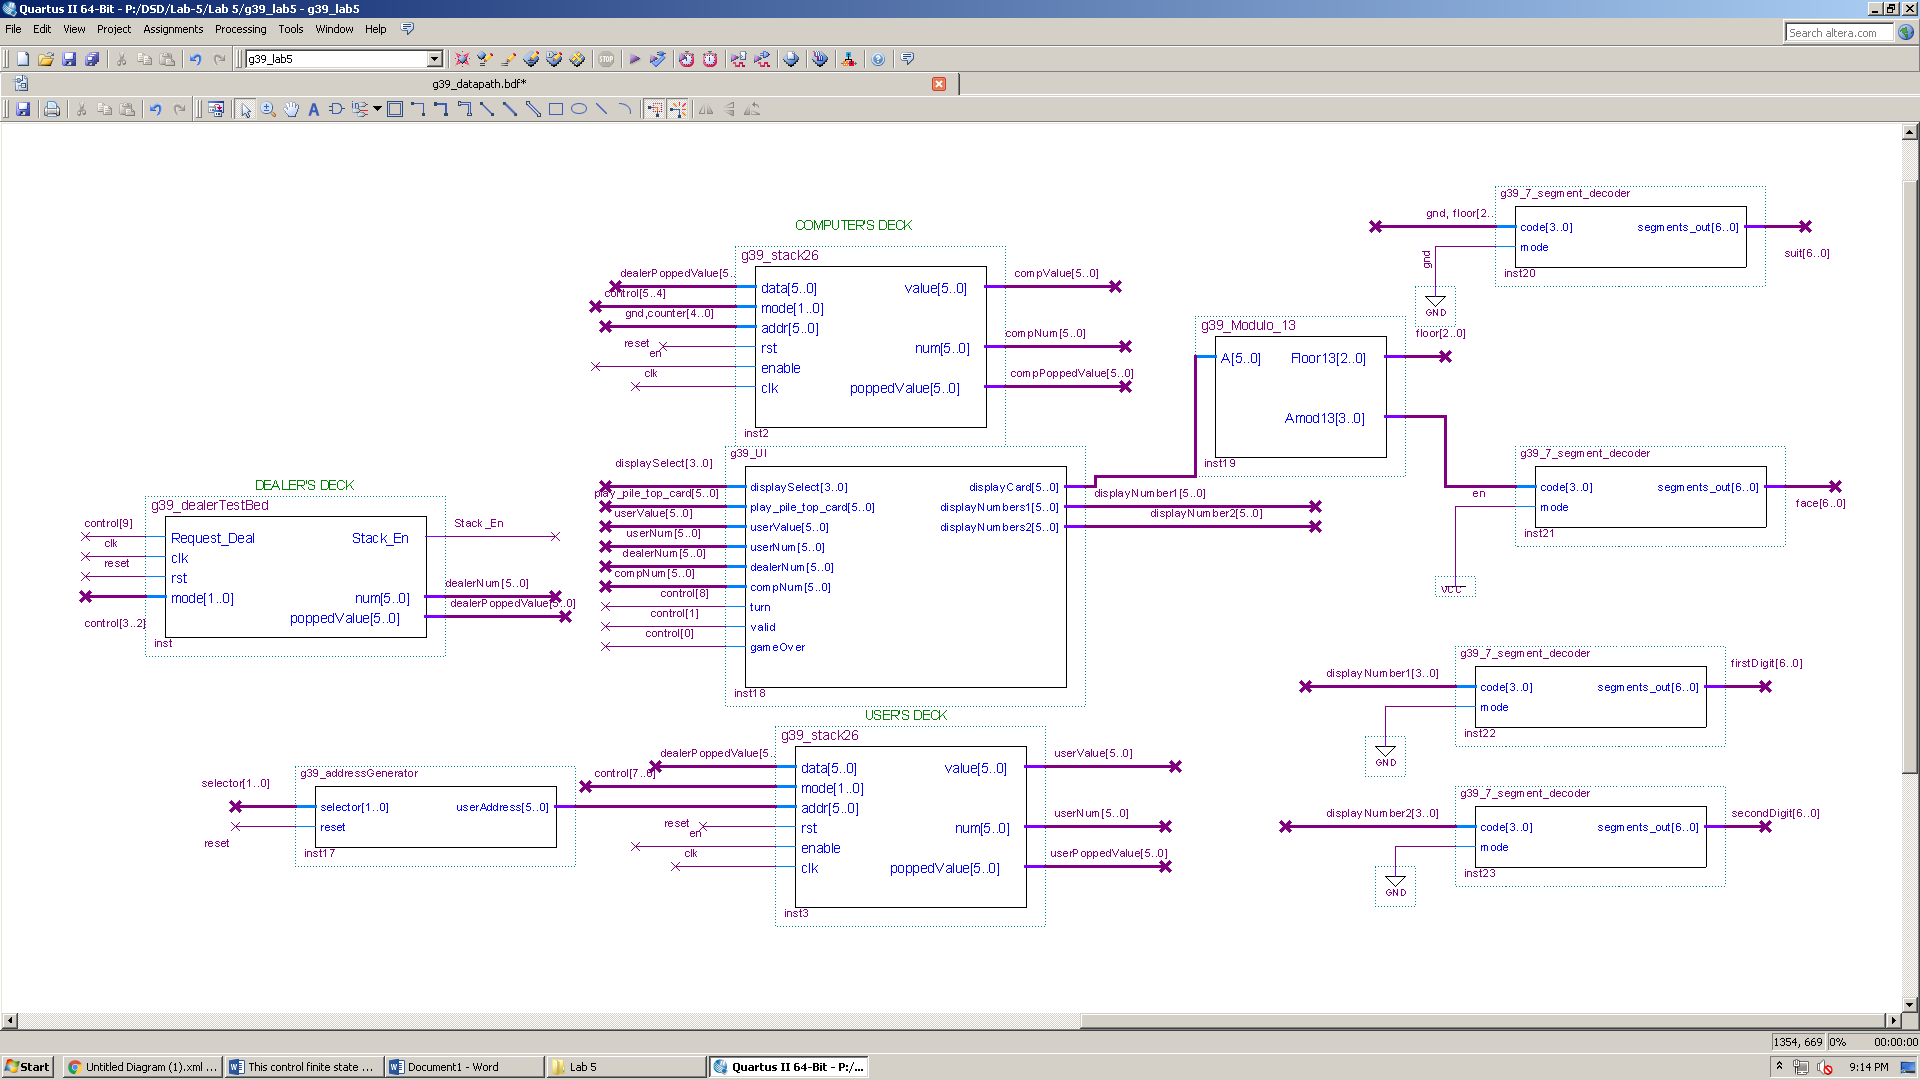 Quartus II 64-Bit - P:/DSD/Lab-5/Lab 5/g39_lab5 - g39_lab5
File Edit View Project Assignments Processing Tools Window Help
Search altera.com
g39_lab5
STOP
g39_datapath.bdf*
COMPUTER'S DECK
g39_stack26
dealerPoppedValue[5..
control[5..4]
gnd,counter[4..0]
reset
en
clk
data[5..0]
mode[1..0]
addr[5..0]
rst
enable
clk
value[5..0]
num[5..0]
poppedValue[5..0]
compValue[5..0]
compNum[5..0]
compPoppedValue[5..0]
inst2
g39_7_segment_decoder
gnd, floor[2..
code[3..0]
mode
segments_out[6..0]
suit[6..0]
gnd
GND
inst20
g39_Modulo_13
A[5..0]
Floor13[2..0]
Amod13[3..0]
floor[2..0]
inst19
g39_UI
displaySelect[3..0]
play_pile_top_card[5..0]
userValue[5..0]
userNum[5..0]
dealerNum[5..0]
compNum[5..0]
control[8]
control[1]
control[0]
displaySelect[3..0]
play_pile_top_card[5..0]
userValue[5..0]
userNum[5..0]
dealerNum[5..0]
compNum[5..0]
turn
valid
gameOver
displayCard[5..0]
displayNumbers1[5..0]
displayNumbers2[5..0]
displayNumber1[5..0]
displayNumber2[5..0]
inst18
g39_7_segment_decoder
en
code[3..0]
mode
segments_out[6..0]
face[6..0]
inst21
VCC
DEALER'S DECK
g39_dealerTestBed
control[9]
clk
reset
control[3..2]
Request_Deal
clk
rst
mode[1..0]
Stack_En
num[5..0]
poppedValue[5..0]
Stack_En
dealerNum[5..0]
dealerPoppedValue[5..0]
inst
g39_7_segment_decoder
displayNumber1[3..0]
code[3..0]
mode
segments_out[6..0]
firstDigit[6..0]
inst22
GND
USER'S DECK
g39_stack26
dealerPoppedValue[5..
control[7..6]
reset
en
clk
data[5..0]
mode[1..0]
addr[5..0]
rst
enable
clk
value[5..0]
num[5..0]
poppedValue[5..0]
userValue[5..0]
userNum[5..0]
userPoppedValue[5..0]
inst3
g39_addressGenerator
selector[1..0]
reset
selector[1..0]
reset
userAddress[5..0]
inst17
g39_7_segment_decoder
displayNumber2[3..0]
code[3..0]
mode
segments_out[6..0]
secondDigit[6..0]
inst23
GND
1354, 669 0% 00:00:00
Start
Untitled Diagram (1).xml ...
This control finite state ...
Document1 - Word
Lab 5
Quartus II 64-Bit - P:/...
9:14 PM